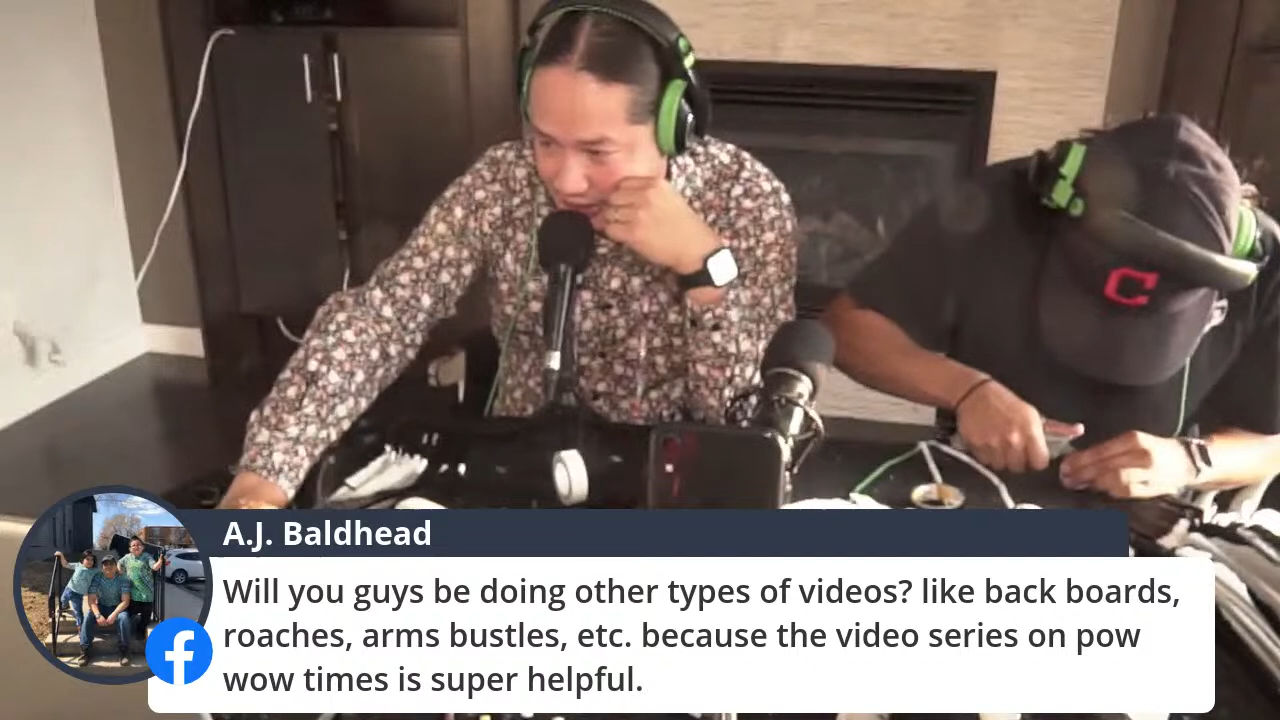 C
A.J. Baldhead
Will you guys be doing other types of videos? like back boards,
roaches, arms bustles, etc. because the video series on pow
wow times is super helpful.